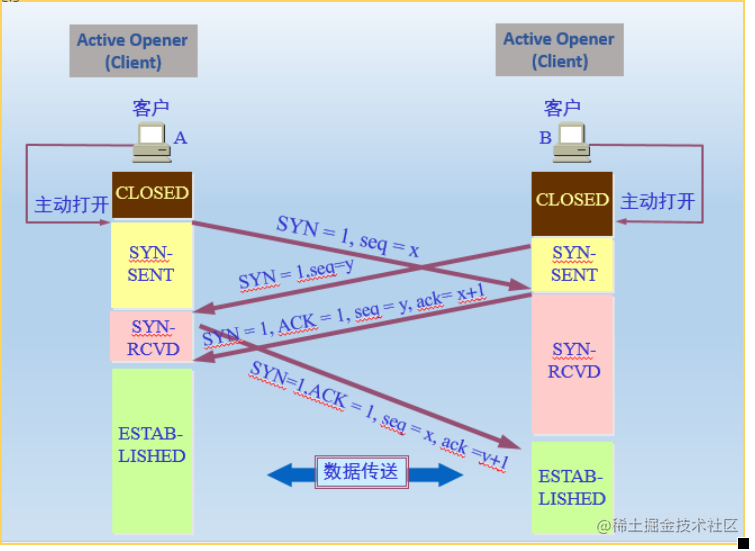 Active Opener
(Client)
Active Opener
(Client)
客户
A
客户
B
主动打开
CLOSED
CLOSED
主动打开
SYN = 1, seq = x
SYN-
SENT
SYN-
SENT
SYN = 1,seq=y
SYN = 1, ACK = 1, seq = y, ack= x+1
SYN-
RCVD
SYN-
RCVD
SYN=1,ACK = 1, seq = x, ack =y+1
ESTAB-
LISHED
数据传送
ESTAB-
LISHED
@稀土掘金技术社区